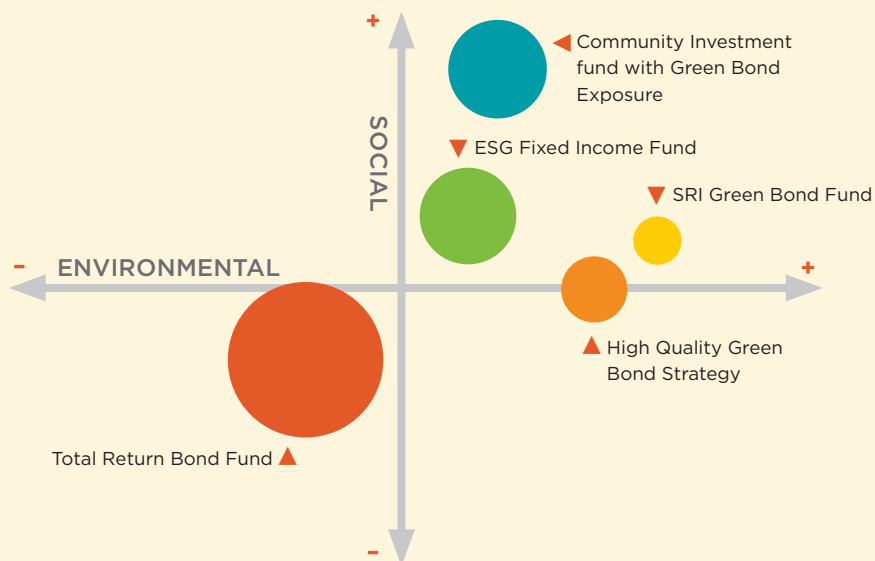 +
Community Investment
fund with Green Bond
Exposure
SOCIAL
ESG Fixed Income Fund
SRI Green Bond Fund
-
ENVIRONMENTAL
+
High Quality Green
Bond Strategy
Total Return Bond Fund
-